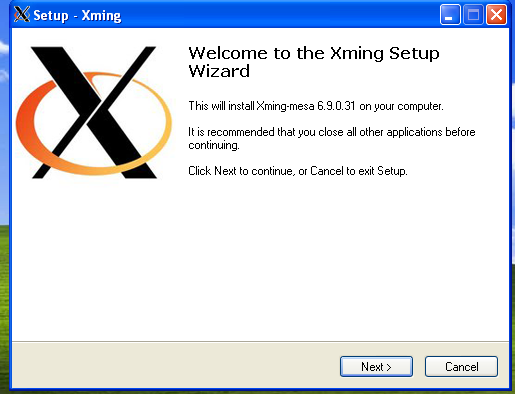 Setup - Xming
Welcome to the Xming Setup
Wizard
This will install Xming-mesa 6.9.0.31 on your computer.
It is recommended that you close all other applications before
continuing.
Click Next to continue, or Cancel to exit Setup.
Next >
Cancel